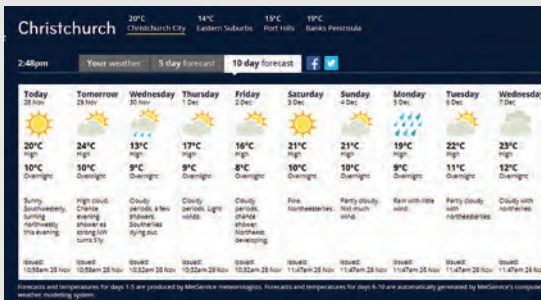 Christchurch
20°C 14°C 15°C 19°C
Christchurch City Eastern Suburbs Port Hills Banks Peninsula
2:48pm Your weather 5 day forecast 10 day forecast
Today Tomorrow Wednesday Thursday Friday Saturday Sunday Monday Tuesday Wednesday
28 Nov 29 Nov 30 Nov 1 Dec 2 Dec 3 Dec 4 Dec 5 Dec 6 Dec 7 Dec
20°C 24°C 13°C 17°C 16°C 21°C 21°C 19°C 22°C 23°C
High High High High High High High High High High
10°C 10°C 9°C 9°C 8°C 10°C 10°C 9°C 11°C 12°C
Overnight Overnight Overnight Overnight Overnight Overnight Overnight Overnight Overnight Overnight
Sunny. High cloud. Cloudy Cloudy Cloudy Fine. Partly cloudy. Rain with little Partly cloudy Cloudy with
Southwesterly, Chance periods, a few periods. Light periods, Northeasterlies. Not much wind. with northerlies.
turning evening showers. winds. chance wind. northeasterlies.
northwesterly shower as Southerlies shower.
this evening. strong NW dying out. Northeast
turns S'ly. developing.
Issued: Issued: Issued: Issued: Issued: Issued: Issued: Issued: Issued: Issued:
10:58am 28 Nov 10:58am 28 Nov 10:32am 28 Nov 10:32am 28 Nov 10:32am 28 Nov 11:47am 28 Nov 11:47am 28 Nov 11:47am 28 Nov 11:47am 28 Nov 11:47am 28 Nov
Forecasts and temperatures for days 1-5 are produced by MetService meteorologists. Forecasts and temperatures for days 6-10 are automatically generated by MetService's computer
weather modelling system.